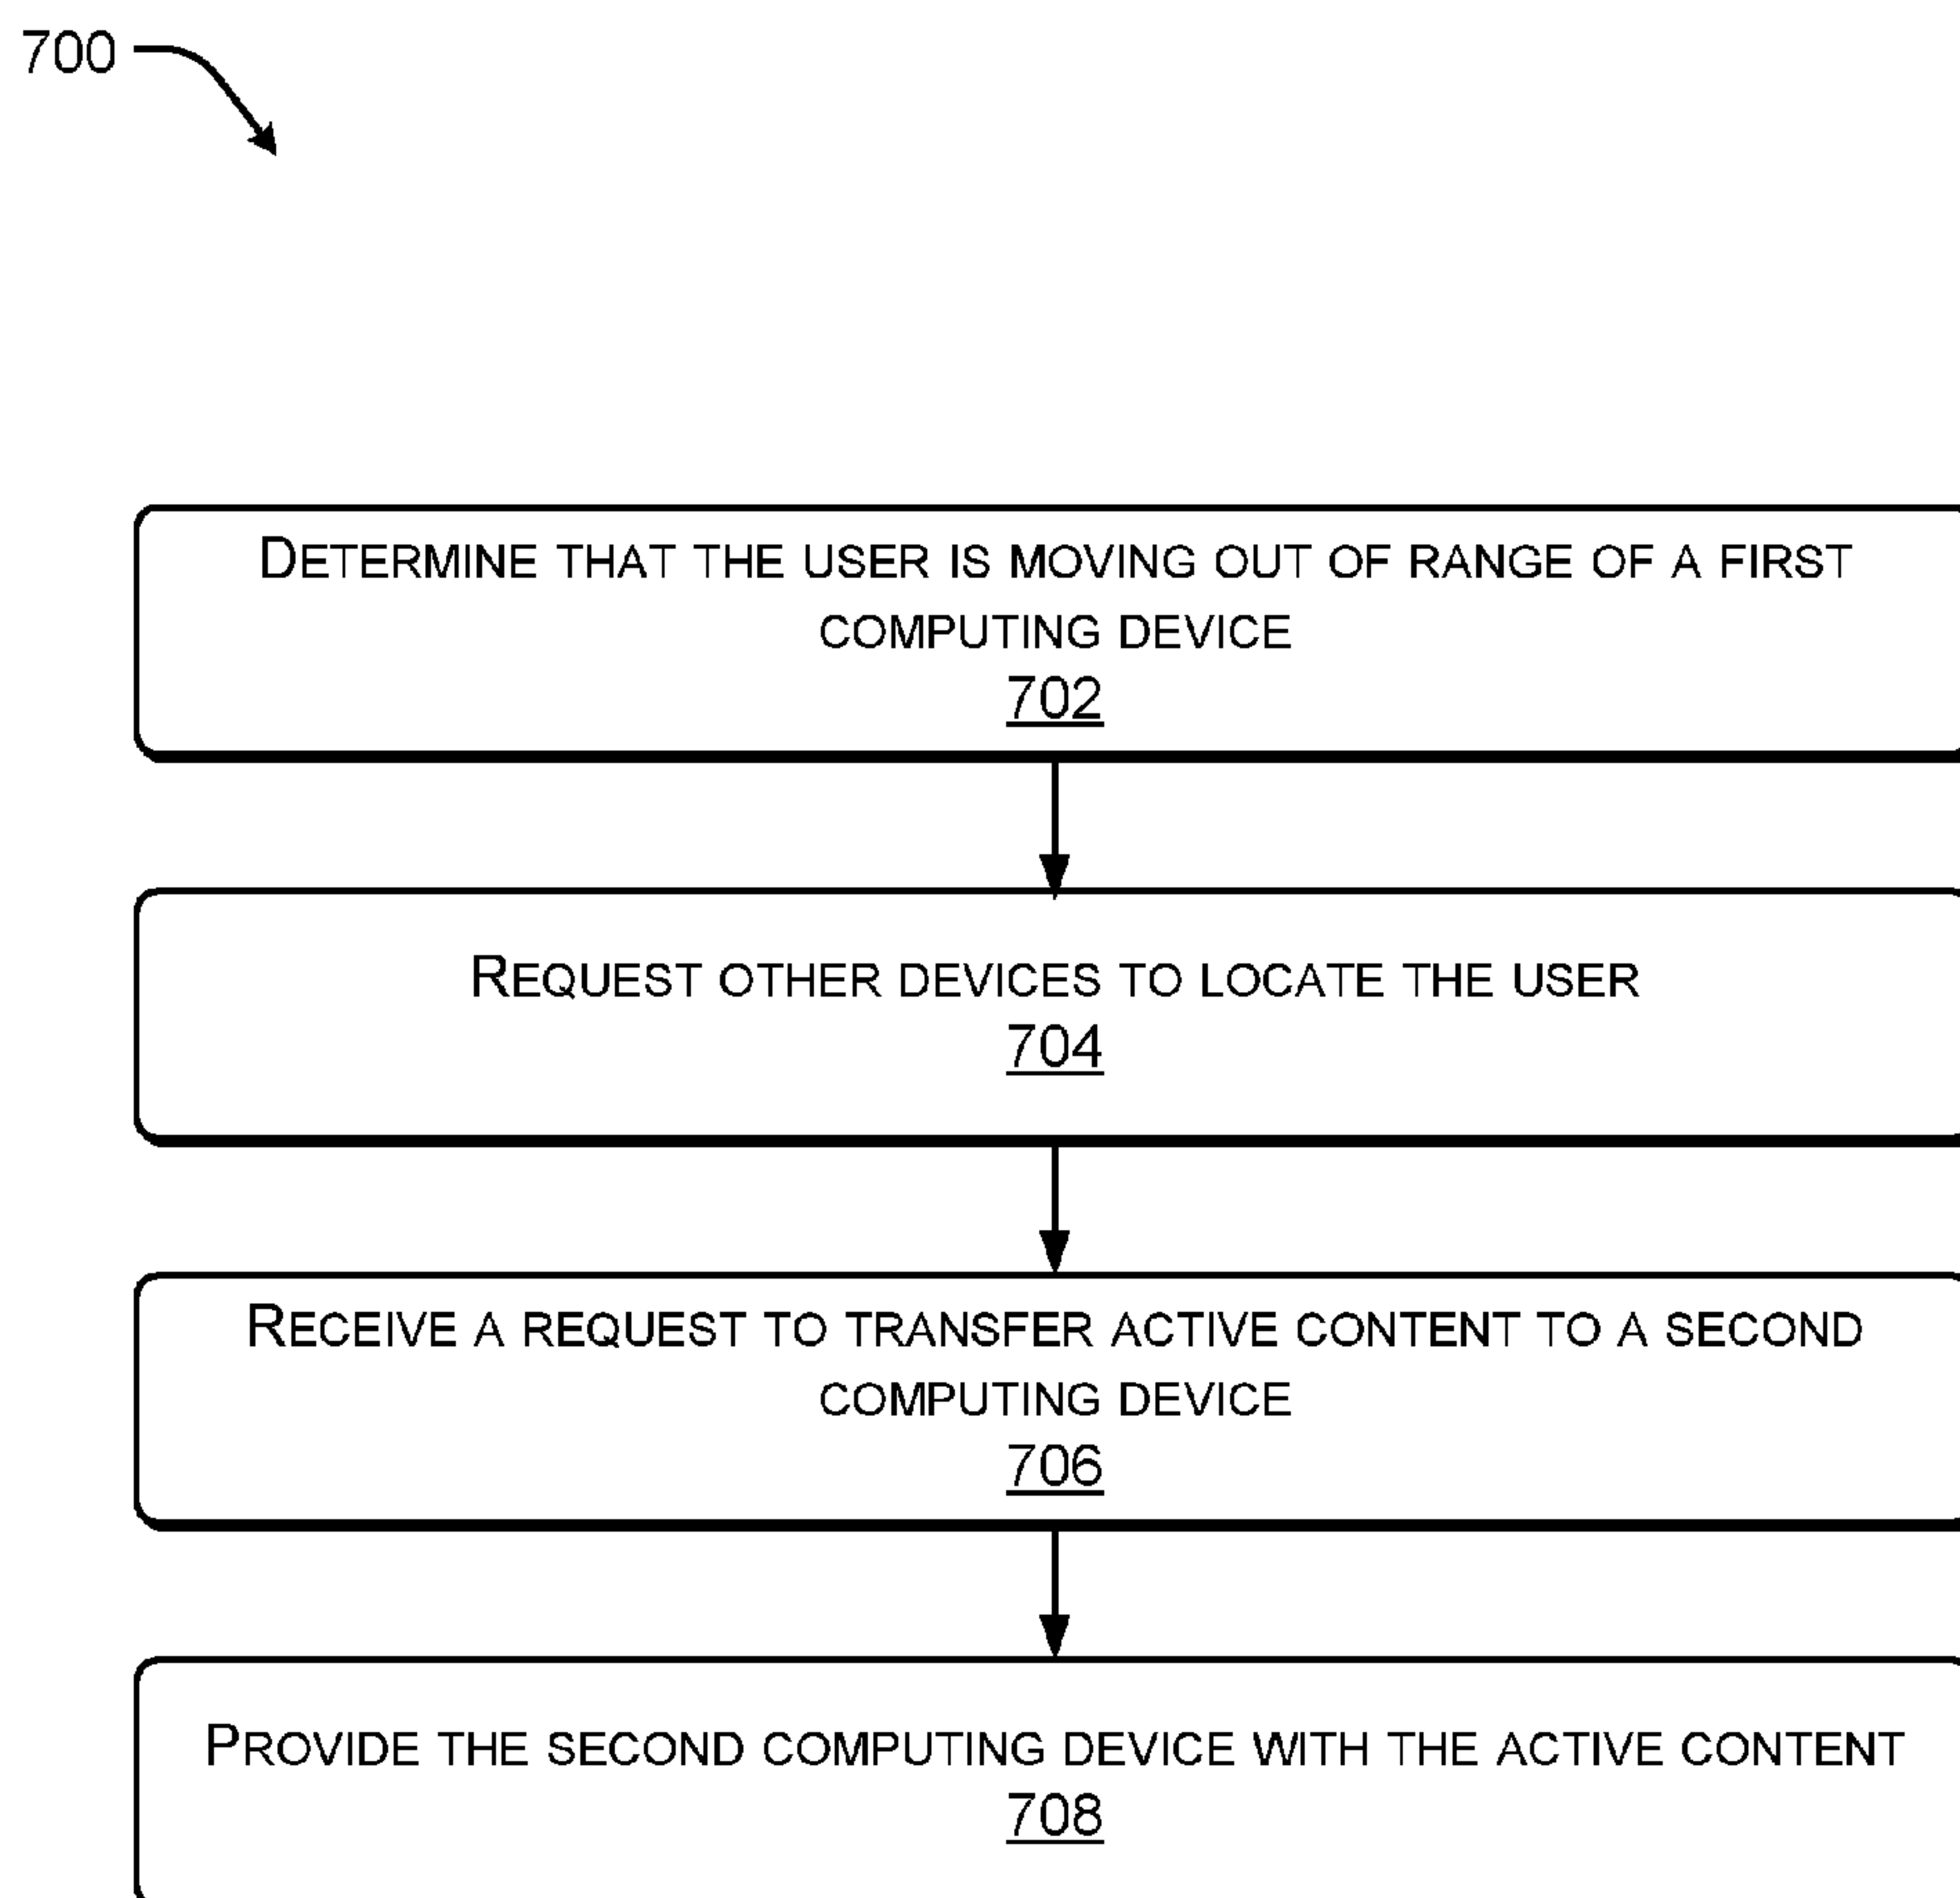 700
DETERMINE THAT THE USER IS MOVING OUT OF RANGE OF A FIRST
COMPUTING DEVICE
702
REQUEST OTHER DEVICES TO LOCATE THE USER
704
RECEIVE A REQUEST TO TRANSFER ACTIVE CONTENT TO A SECOND
COMPUTING DEVICE
706
PROVIDE THE SECOND COMPUTING DEVICE WITH THE ACTIVE CONTENT
708